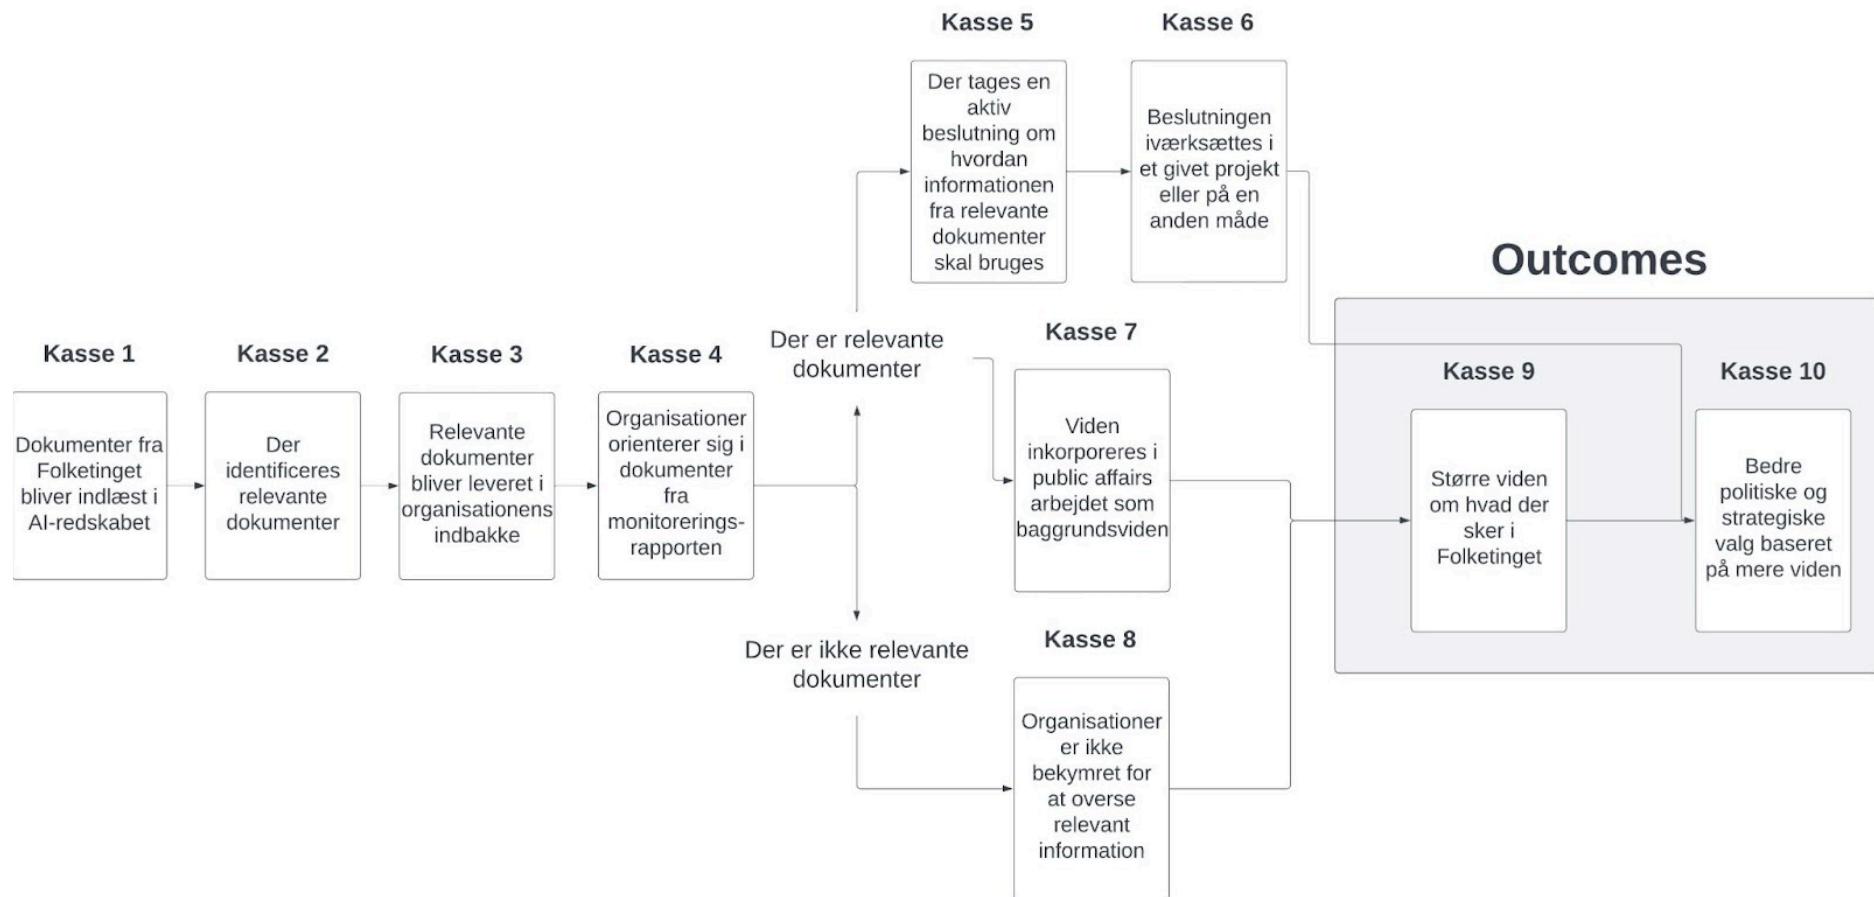 Kasse 5
Der tages en
aktiv
beslutning om
hvordan
informationen
fra relevante
dokumenter
skal bruges
Kasse 6
Beslutningen
iværksættes i
et givet projekt
eller på en
anden måde
Outcomes
Kasse 1
Dokumenter fra
Folketinget
bliver indlæst i
AI-redskabet
Kasse 2
Der
identificeres
relevante
dokumenter
Kasse 3
Relevante
dokumenter
bliver leveret i
organisationens
indbakke
Kasse 4
Organisationer
orienterer sig i
dokumenter
fra
monitorerings-
rapporten
Der er relevante
dokumenter
Der er ikke relevante
dokumenter
Kasse 7
Viden
inkorporeres i
public affairs
arbejdet som
baggrundsviden
Kasse 8
Organisationer
er ikke
bekymret for
at overse
relevant
information
Kasse 9
Større viden
om hvad der
sker i
Folketinget
Kasse 10
Bedre
politiske og
strategiske
valg baseret
på mere viden